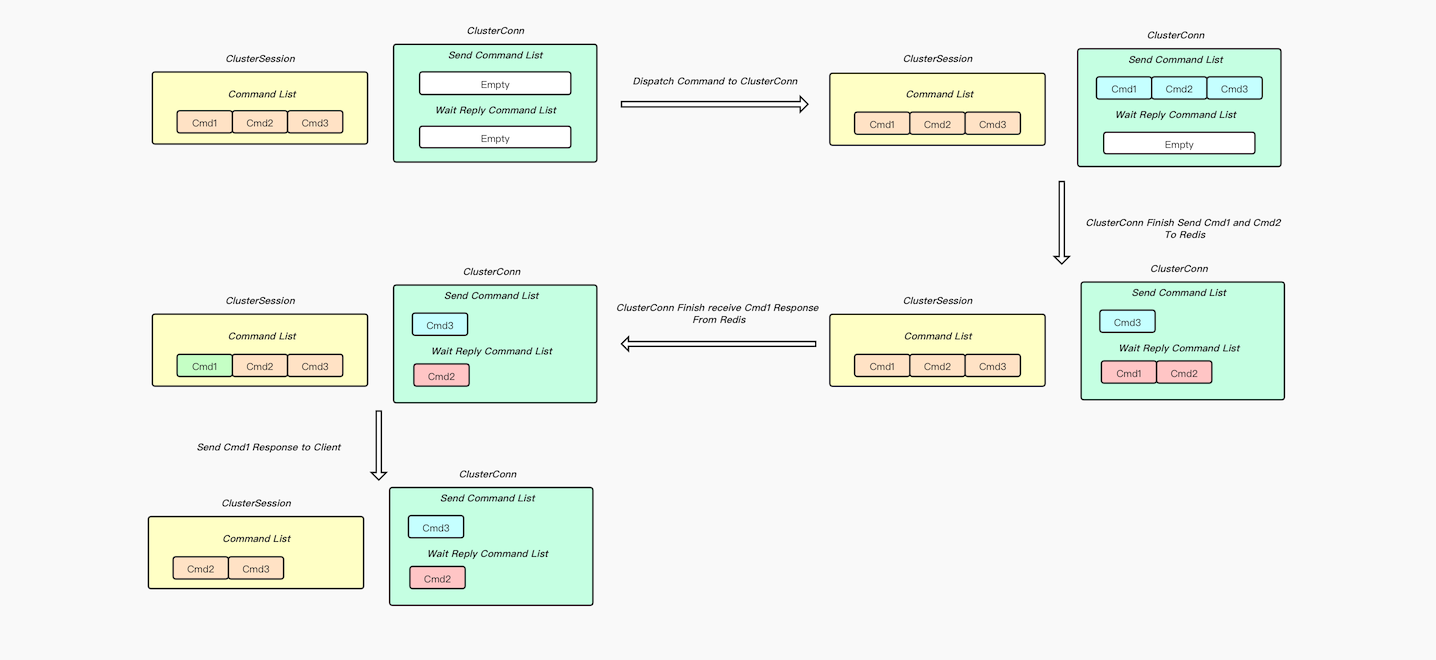 ClusterSession
Command List
Cmd1 Cmd2 Cmd3
ClusterConn
Send Command List
Empty
Wait Reply Command List
Empty
Dispatch Command to ClusterConn
ClusterSession
Command List
Cmd1 Cmd2 Cmd3
ClusterConn
Send Command List
Cmd1 Cmd2 Cmd3
Wait Reply Command List
Empty
ClusterConn Finish Send Cmd1 and Cmd2
To Redis
ClusterSession
Command List
Cmd1 Cmd2 Cmd3
ClusterConn
Send Command List
Cmd3
Wait Reply Command List
Cmd1 Cmd2
ClusterConn Finish receive Cmd1 Response
From Redis
ClusterSession
Command List
Cmd1 Cmd2 Cmd3
ClusterConn
Send Command List
Cmd3
Wait Reply Command List
Cmd2
Send Cmd1 Response to Client
ClusterSession
Command List
Cmd2 Cmd3
ClusterConn
Send Command List
Cmd3
Wait Reply Command List
Cmd2